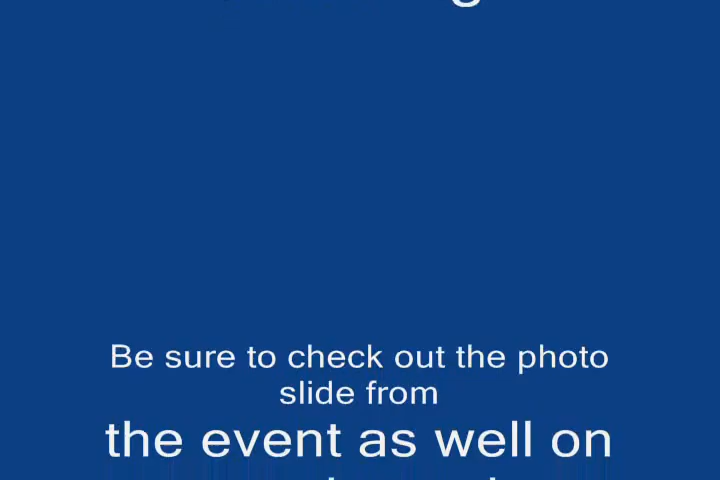 Be sure to check out the photo
slide from
the event as well on